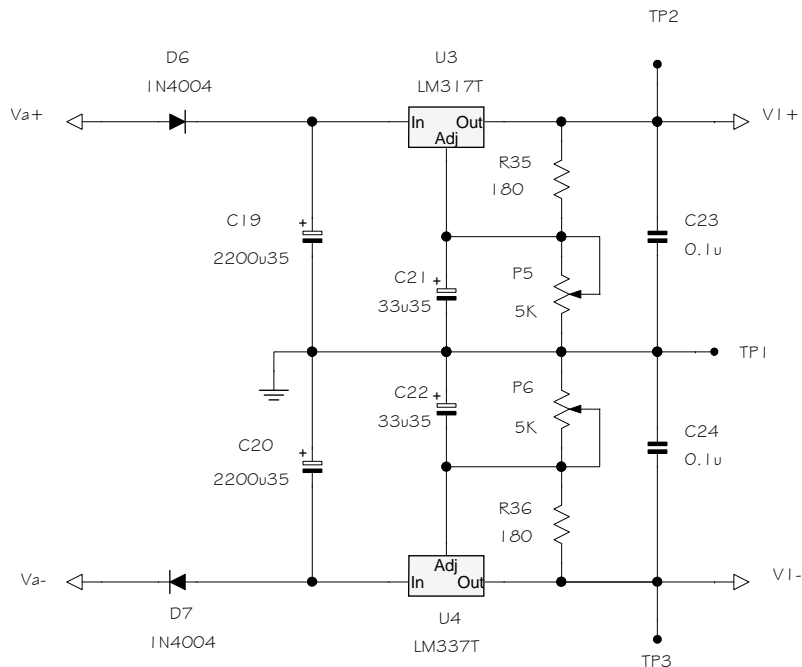 TP2
D6
1N4004
U3
LM317T
Va+
In Out
Adj
V1+
R35
180
C19
+
2200u35
C23
0.1u
C21
+
33u35
P5
5K
TP1
C22
+
33u35
P6
5K
C20
+
2200u35
C24
0.1u
R36
180
Va-
Adj
In Out
V1-
D7
1N4004
U4
LM337T
TP3